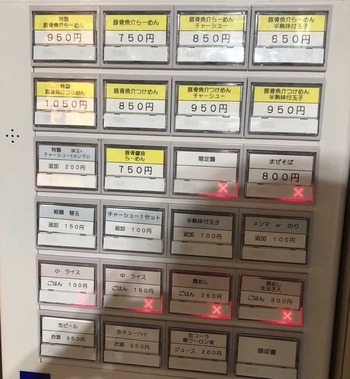 特製
豚骨魚介らーめん
950円
豚骨魚介らーめん
750円
豚骨魚介らーめん
チャーシュー
850円
豚骨魚介らーめん
半熟味付玉子
850円
特製
豚骨魚介つけめん
1,050円
豚骨魚介つけめん
850円
豚骨魚介つけめん
チャーシュー
950円
豚骨魚介つけめん
半熟味付玉子
950円
特製
追加 200円
豚骨醤油
らーめん
750円
限定麺
まぜそば
800円
替玉
追加 100円
チャーシュー1セット
追加 100円
半熟味付玉子
追加 100円
メンマ or のり
追加 100円
小 ライス
ごはん 100円
中 ライス
ごはん 150円
豚めし
ごはん 250円
豚めし
ごはん 300円
缶ビール
お酒 350円
缶チューハイ
お酒 350円
缶コーラ
ジュース 200円
領収書